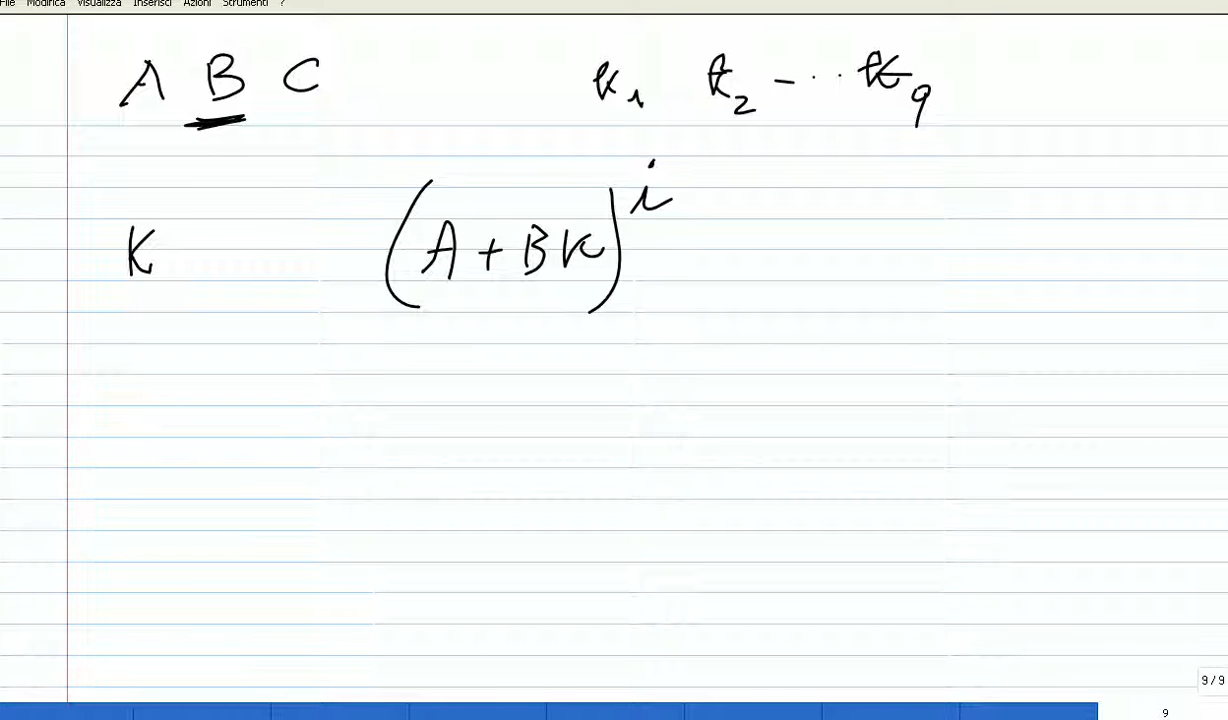 File Modifica Visualizza Inserisci Azioni Strumenti ?
A B C k₁ k₂ - ·· k₉
K (A + BK)ⁱ
9 / 9
9